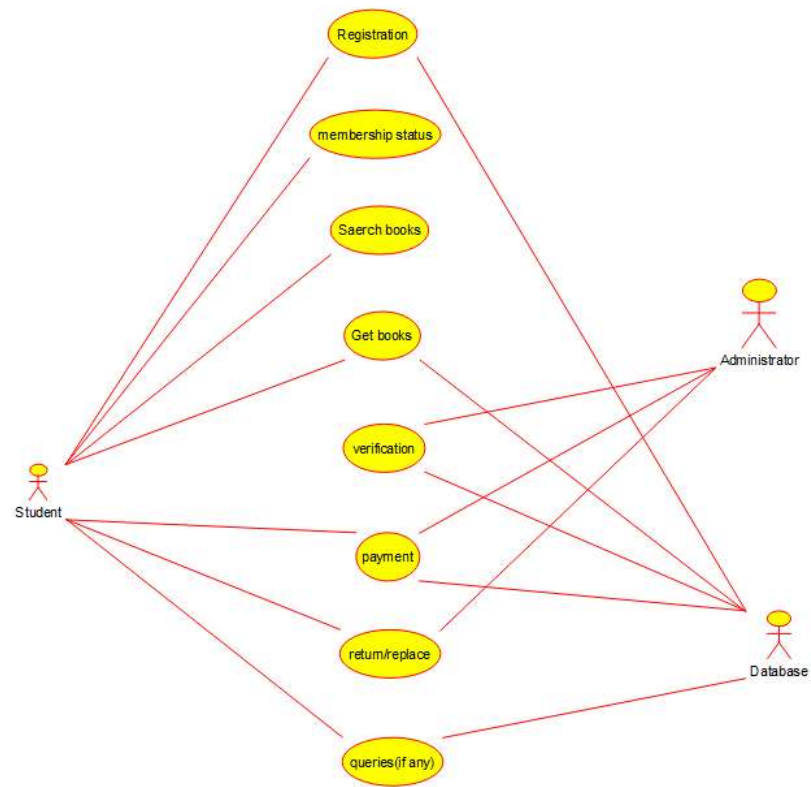 Registration
membership status
Saerch books
Get books
Administrator
verification
Student
payment
return/replace
Database
queries(if any)